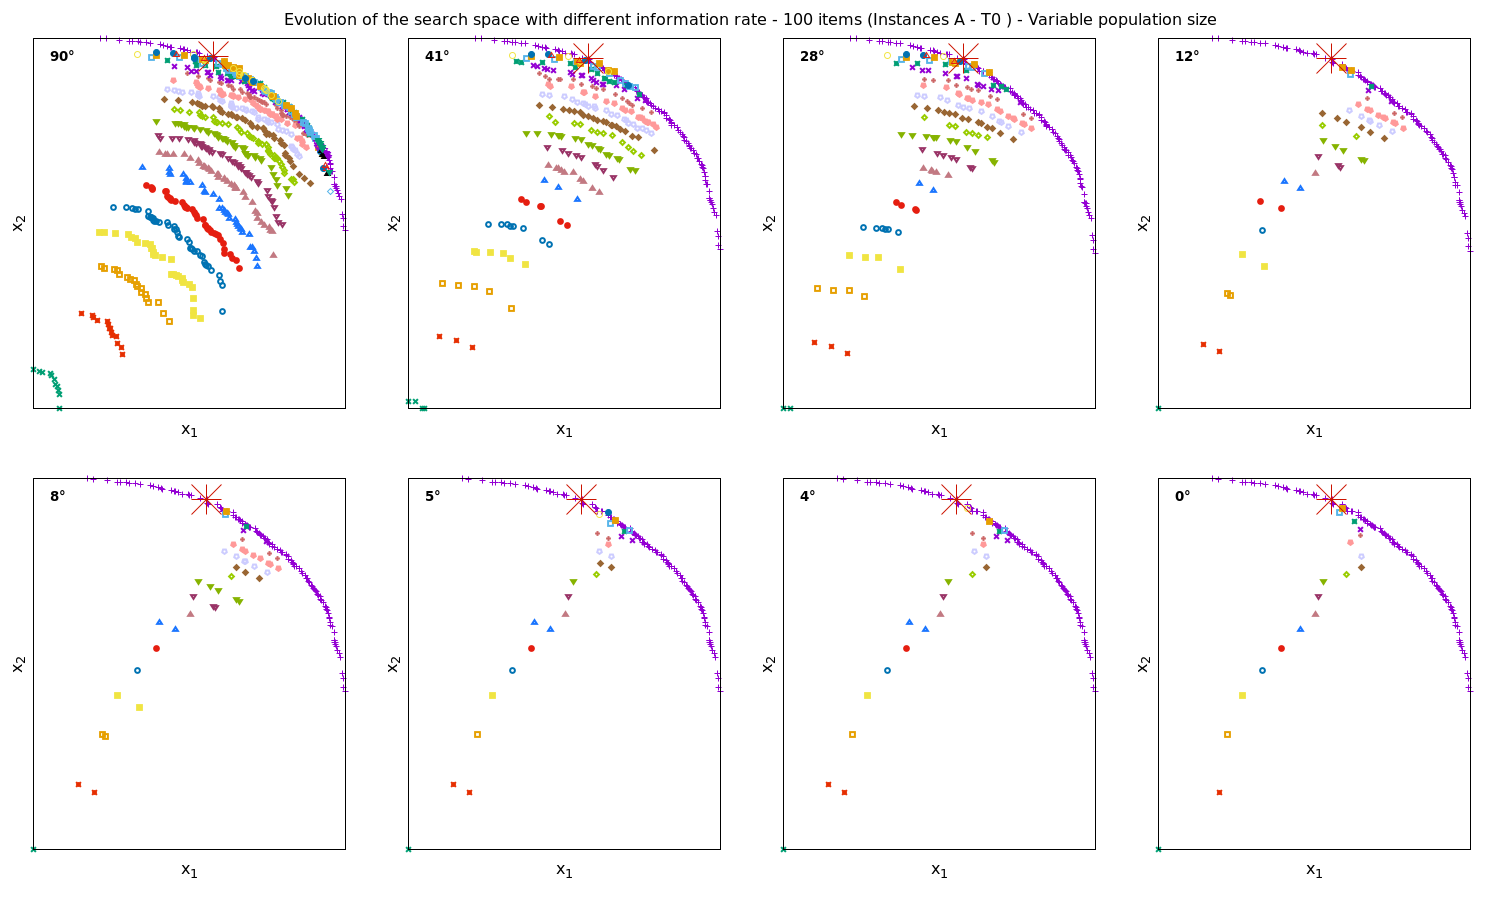 Evolution of the search space with different information rate - 100 items (Instances A - T0 ) - Variable population size
90°
41°
28°
12°
x2
x2
x2
x2
x1
x1
x1
x1
8°
5°
4°
0°
x2
x2
x2
x2
x1
x1
x1
x1